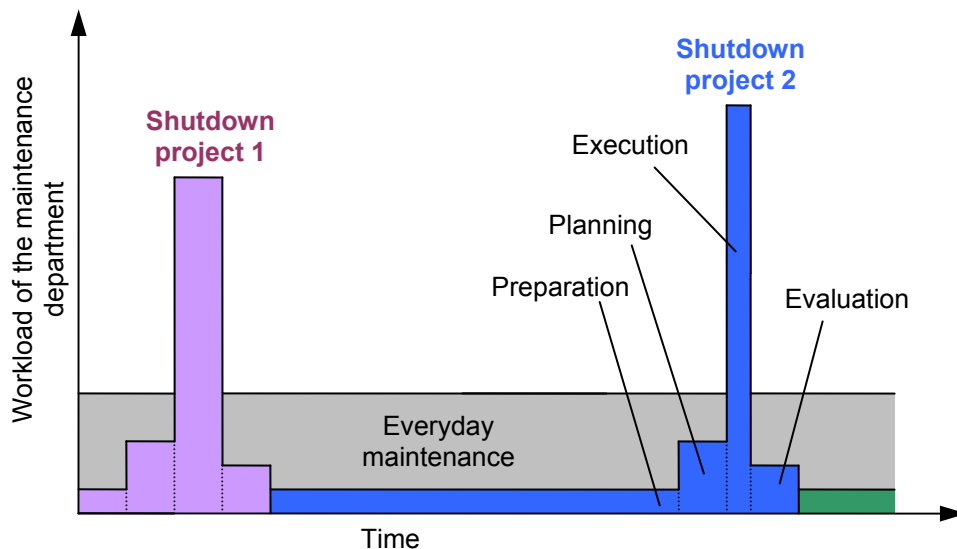 Shutdown
project 2
Shutdown
project 1
Execution
Planning
Preparation
Evaluation
Everyday
maintenance
Workload of the maintenance
department
Time